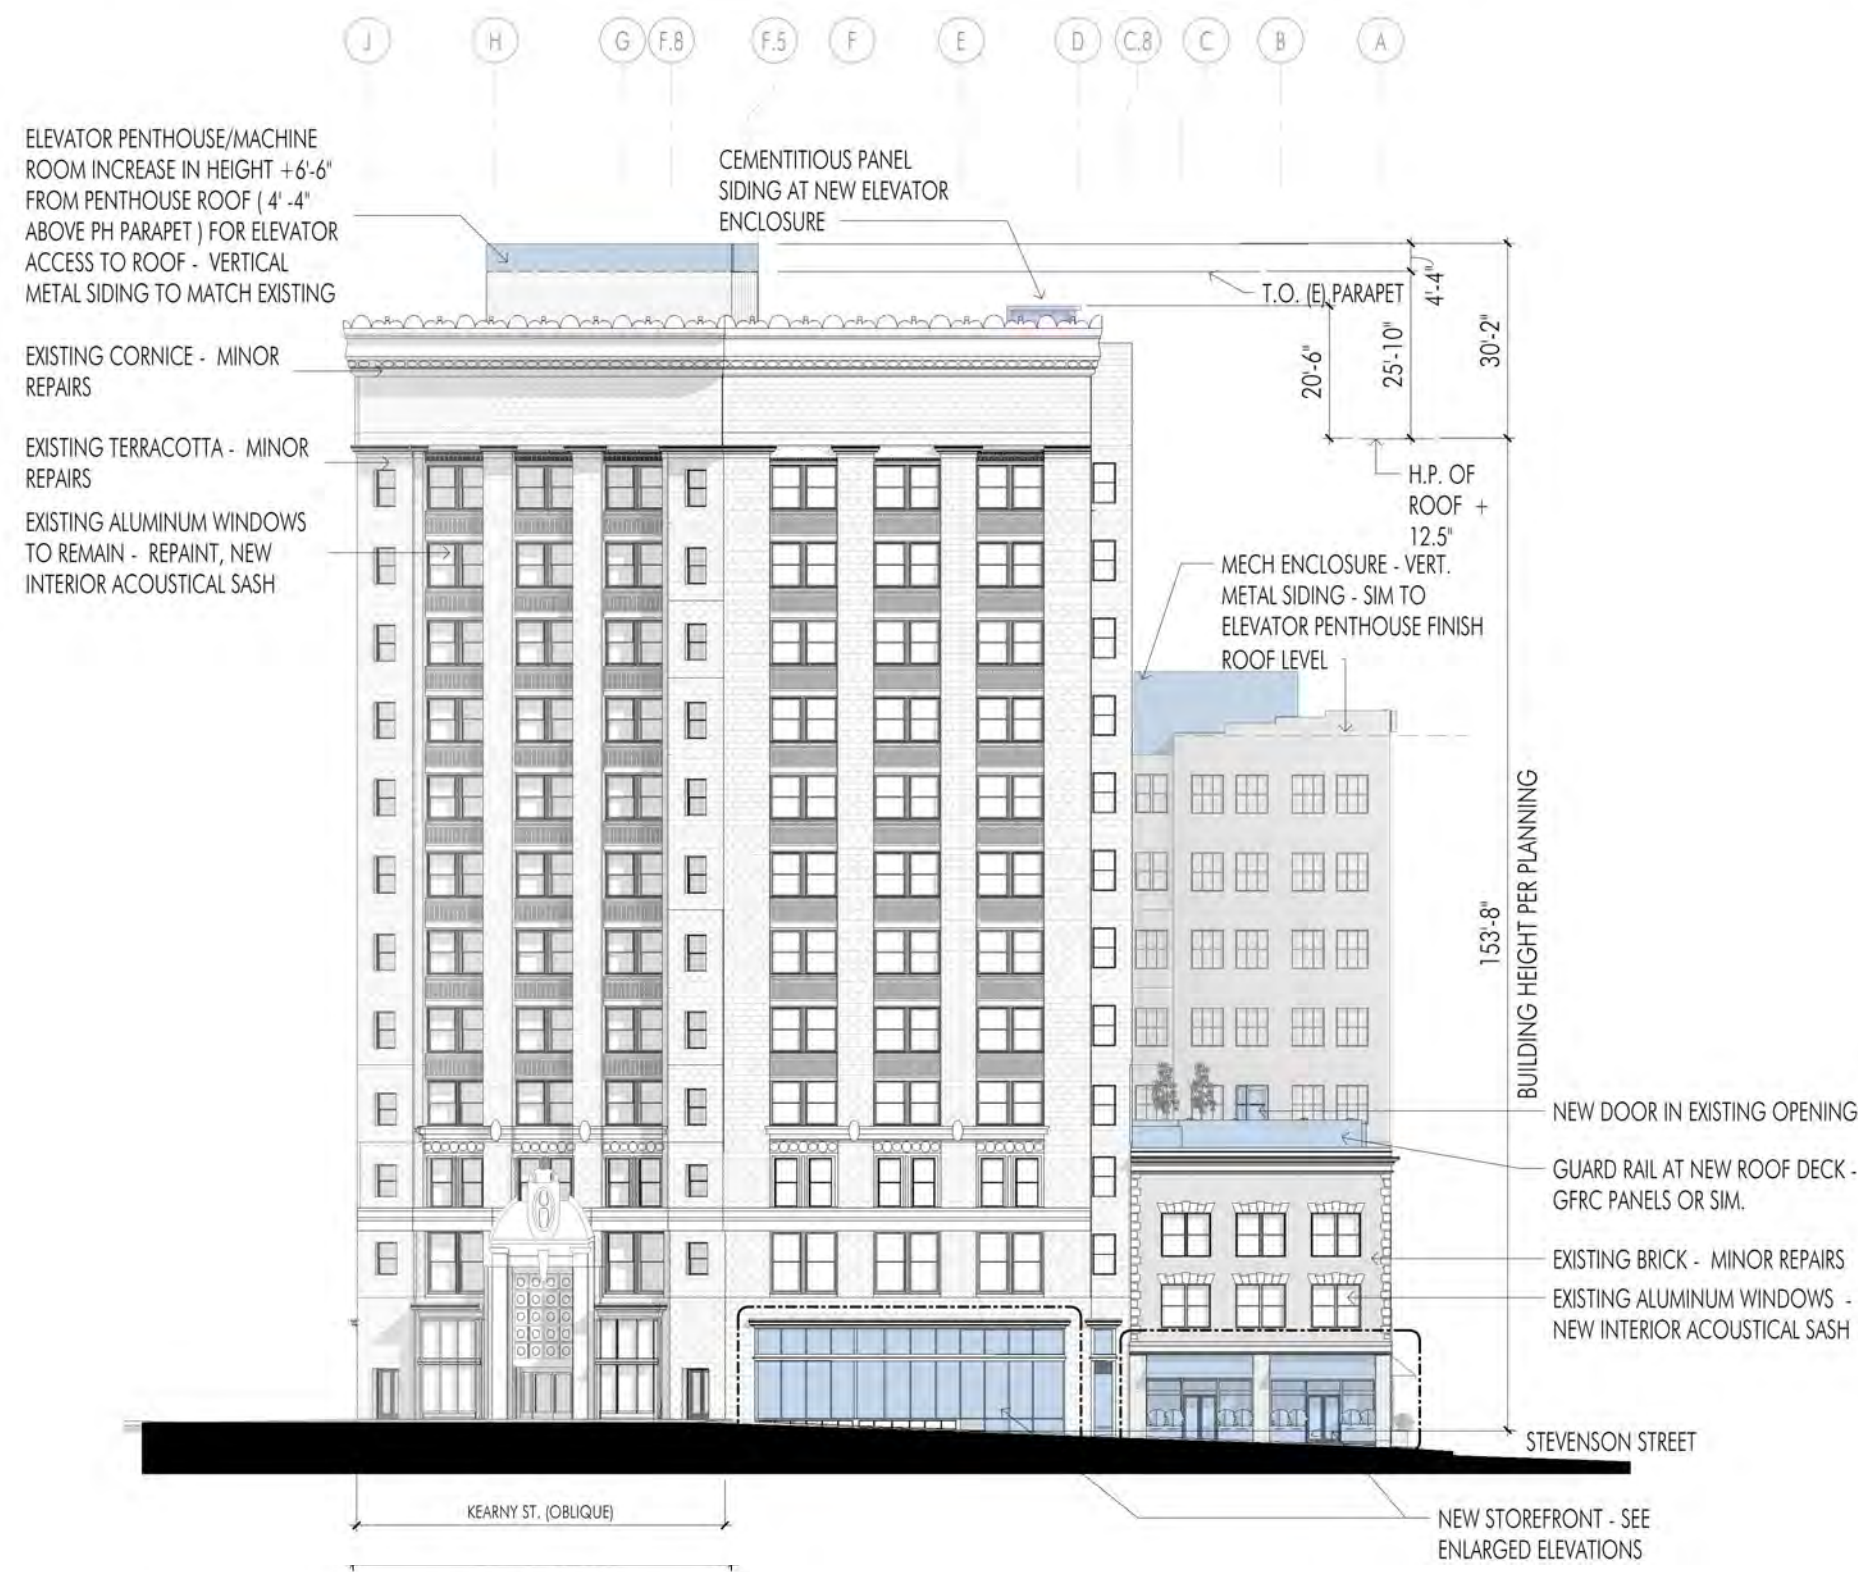 J H G F.8 F.5 F E D C.8 C B A
ELEVATOR PENTHOUSE/MACHINE
ROOM INCREASE IN HEIGHT +6'-6"
FROM PENTHOUSE ROOF ( 4' -4"
ABOVE PH PARAPET ) FOR ELEVATOR
ACCESS TO ROOF - VERTICAL
METAL SIDING TO MATCH EXISTING
EXISTING CORNICE - MINOR
REPAIRS
EXISTING TERRACOTTA - MINOR
REPAIRS
EXISTING ALUMINUM WINDOWS
TO REMAIN - REPAINT, NEW
INTERIOR ACOUSTICAL SASH
CEMENTITIOUS PANEL
SIDING AT NEW ELEVATOR
ENCLOSURE
T.O. (E) PARAPET
4'-4"
20'-6"
25'-10"
30'-2"
H.P. OF
ROOF +
12.5"
MECH ENCLOSURE - VERT.
METAL SIDING - SIM TO
ELEVATOR PENTHOUSE FINISH
ROOF LEVEL
153'-8"
BUILDING HEIGHT PER PLANNING
NEW DOOR IN EXISTING OPENING
GUARD RAIL AT NEW ROOF DECK -
GFRC PANELS OR SIM.
EXISTING BRICK - MINOR REPAIRS
EXISTING ALUMINUM WINDOWS -
NEW INTERIOR ACOUSTICAL SASH
STEVENSON STREET
KEARNY ST. (OBLIQUE)
NEW STOREFRONT - SEE
ENLARGED ELEVATIONS